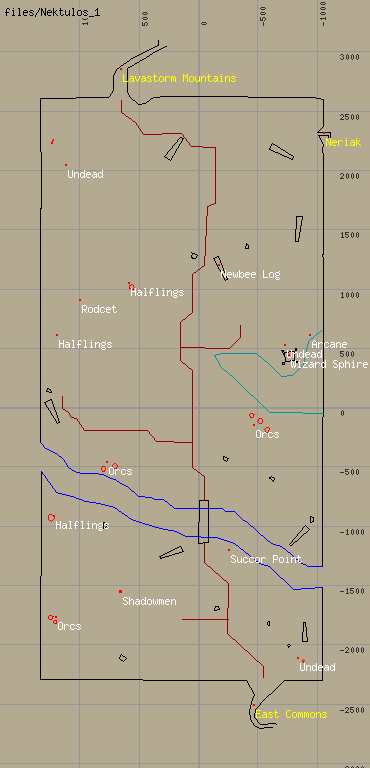 files/Nektulos_1
500
0
-500
-1000
3000
Lavastorm Mountains
2500
Neriak
2000
Undead
1500
Newbee Log
Halflings
1000
Rodcet
Halflings
Arcane
500
Undead
Wizard Sphire
0
Orcs
Orcs
-500
Halflings
-1000
Succor Point
-1500
Shadowmen
Orcs
-2000
Undead
East Commons
-2500